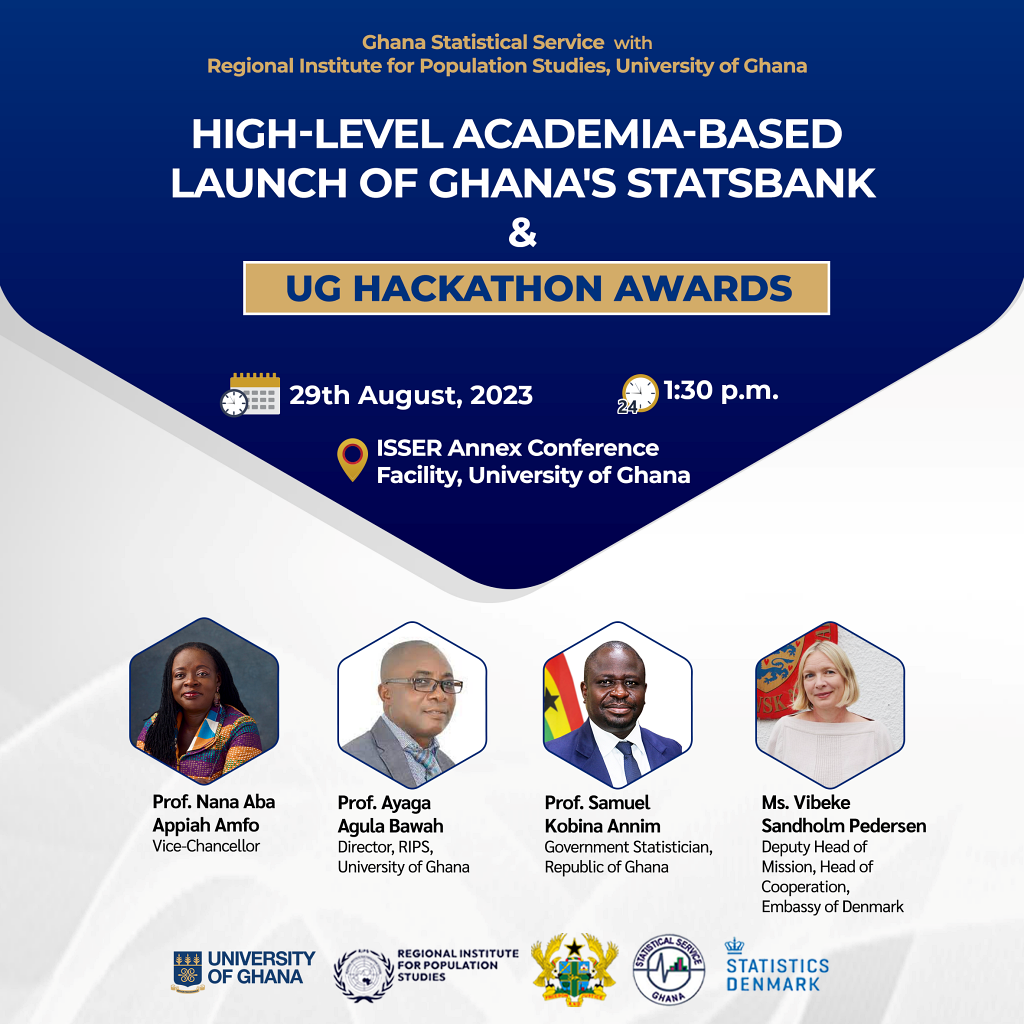 Ghana Statistical Service with
Regional Institute for Population Studies, University of Ghana
HIGH-LEVEL ACADEMIA-BASED
LAUNCH OF GHANA'S STATSBANK
&
UG HACKATHON AWARDS
29th August, 2023
24
1:30 p.m.
ISSER Annex Conference
Facility, University of Ghana
Prof. Nana Aba
Appiah Amfo
Vice-Chancellor
Prof. Ayaga
Agula Bawah
Director, RIPS,
University of Ghana
Prof. Samuel
Kobina Annim
Government Statistician,
Republic of Ghana
Ms. Vibeke
Sandholm Pedersen
Deputy Head of
Mission, Head of
Cooperation,
Embassy of Denmark
UNIVERSITY
OF GHANA
REGIONAL INSTITUTE
FOR POPULATION
STUDIES
STATISTICAL SERVICE
GHANA
STATISTICS
DENMARK